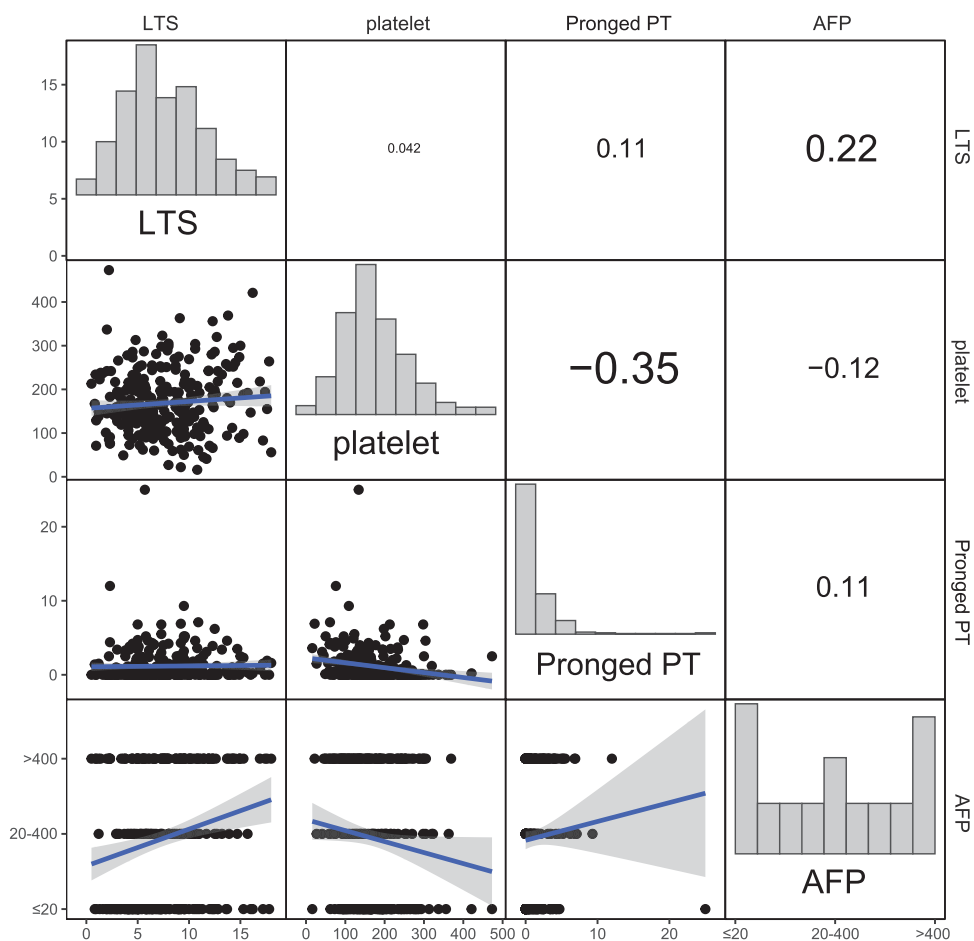 LTS platelet Pronged PT AFP
15
10
5
0
LTS
0.042
0.11
0.22
LTS
400
300
200
100
0
platelet
−0.35
−0.12
platelet
20
10
0
Pronged PT
0.11
Pronged PT
>400
20-400
≤20
AFP
AFP
0 5 10 15
0 100 200 300 400 500
0 10 20
≤20 20-400 >400